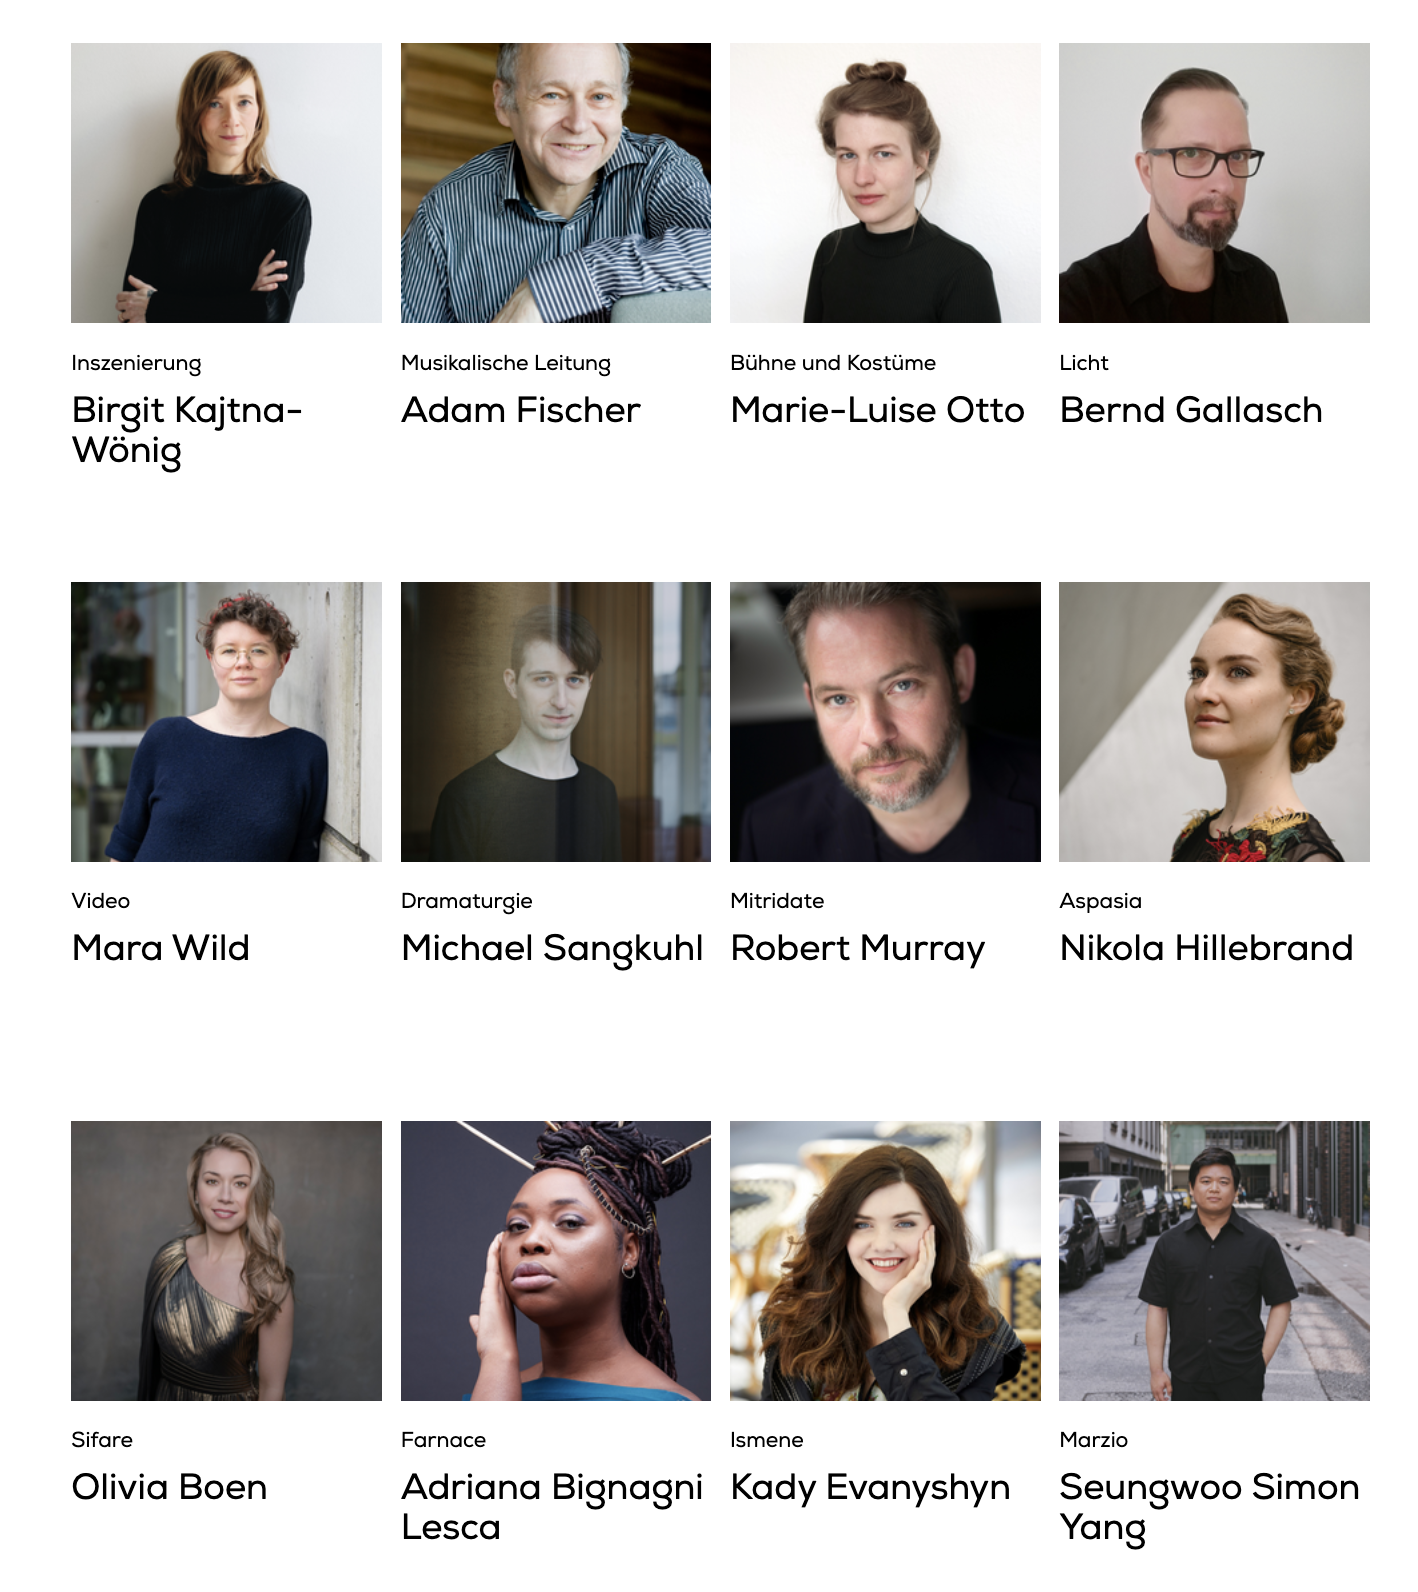 Inszenierung
Birgit Kajtna-
Wönig
Musikalische Leitung
Adam Fischer
Bühne und Kostüme
Marie-Luise Otto
Licht
Bernd Gallasch
Video
Mara Wild
Dramaturgie
Michael Sangkuhl
Mitridate
Robert Murray
Aspasia
Nikola Hillebrand
Sifare
Olivia Boen
Farnace
Adriana Bignagni
Lesca
Ismene
Kady Evanyshyn
Marzio
Seungwoo Simon
Yang